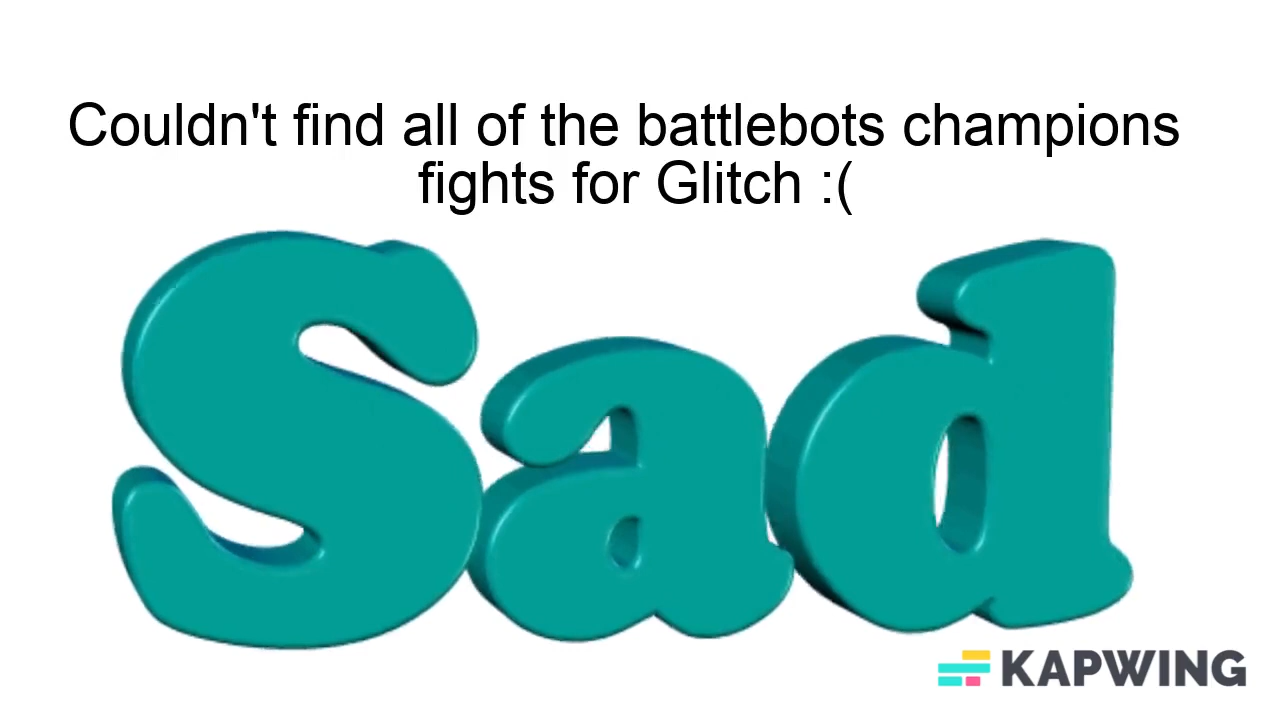 Couldn't find all of the battlebots champions
fights for Glitch :(
Sad
KAPWING